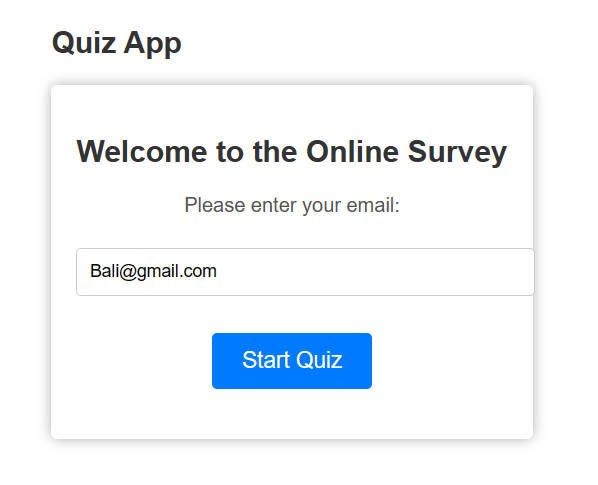 Quiz App
Welcome to the Online Survey
Please enter your email:
Bali@gmail.com
Start Quiz